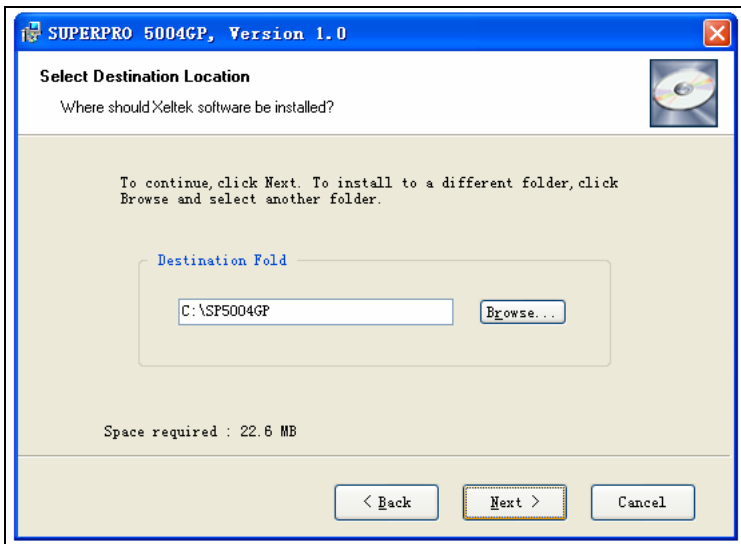 SUPERPRO 5004GP, Version 1.0
Select Destination Location
Where should Xeltek software be installed?
To continue, click Next. To install to a different folder, click
Browse and select another folder.
Destination Fold
C:\SP5004GP
Browse...
Space required : 22.6 MB
< Back
Next >
Cancel